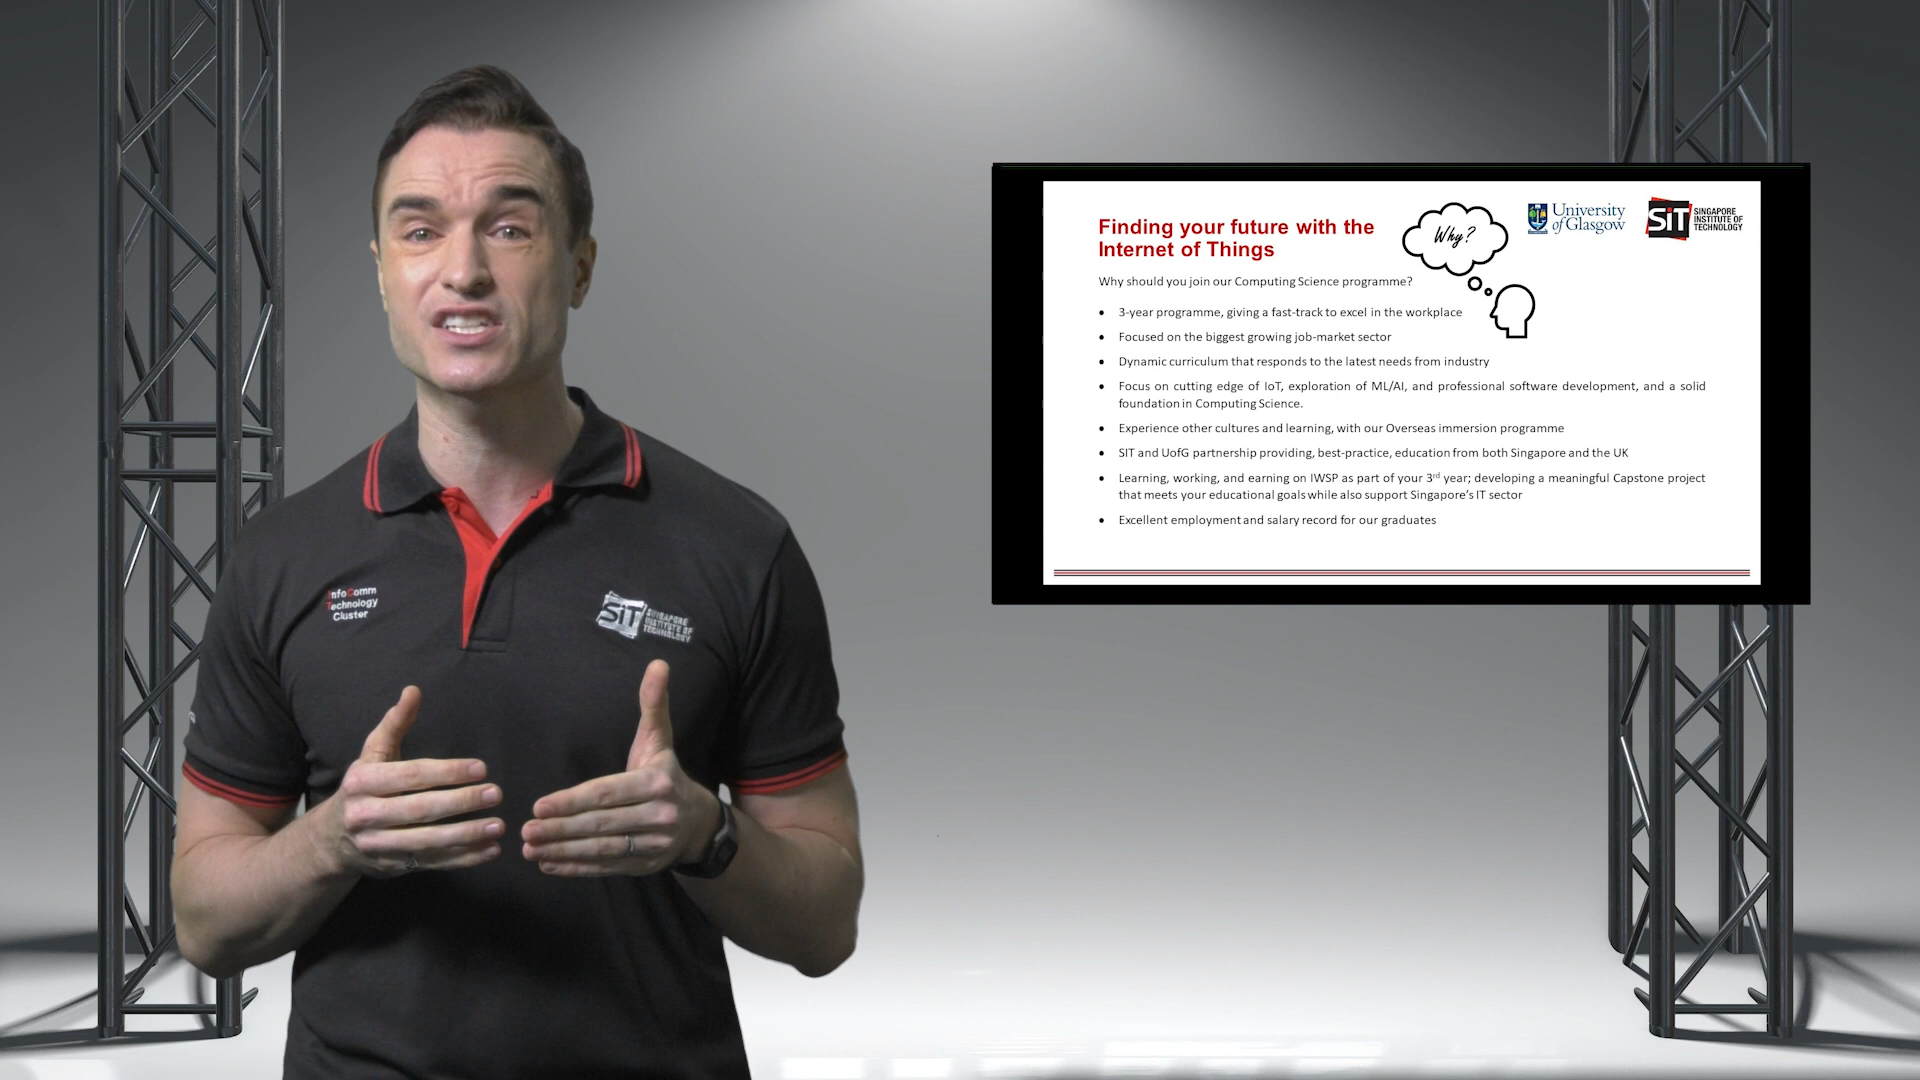 Finding your future with the
Internet of Things
Why?
University
of Glasgow
SiT
SINGAPORE
INSTITUTE OF
TECHNOLOGY
Why should you join our Computing Science programme?
• 3-year programme, giving a fast-track to excel in the workplace
• Focused on the biggest growing job-market sector
• Dynamic curriculum that responds to the latest needs from industry
• Focus on cutting edge of IoT, exploration of ML/AI, and professional software development, and a solid
foundation in Computing Science.
• Experience other cultures and learning, with our Overseas immersion programme
• SIT and UofG partnership providing, best-practice, education from both Singapore and the UK
• Learning, working, and earning on IWSP as part of your 3rd year; developing a meaningful Capstone project
that meets your educational goals while also support Singapore's IT sector
• Excellent employment and salary record for our graduates
InfoComm
Technology
Cluster
SiT
SINGAPORE
INSTITUTE OF
TECHNOLOGY